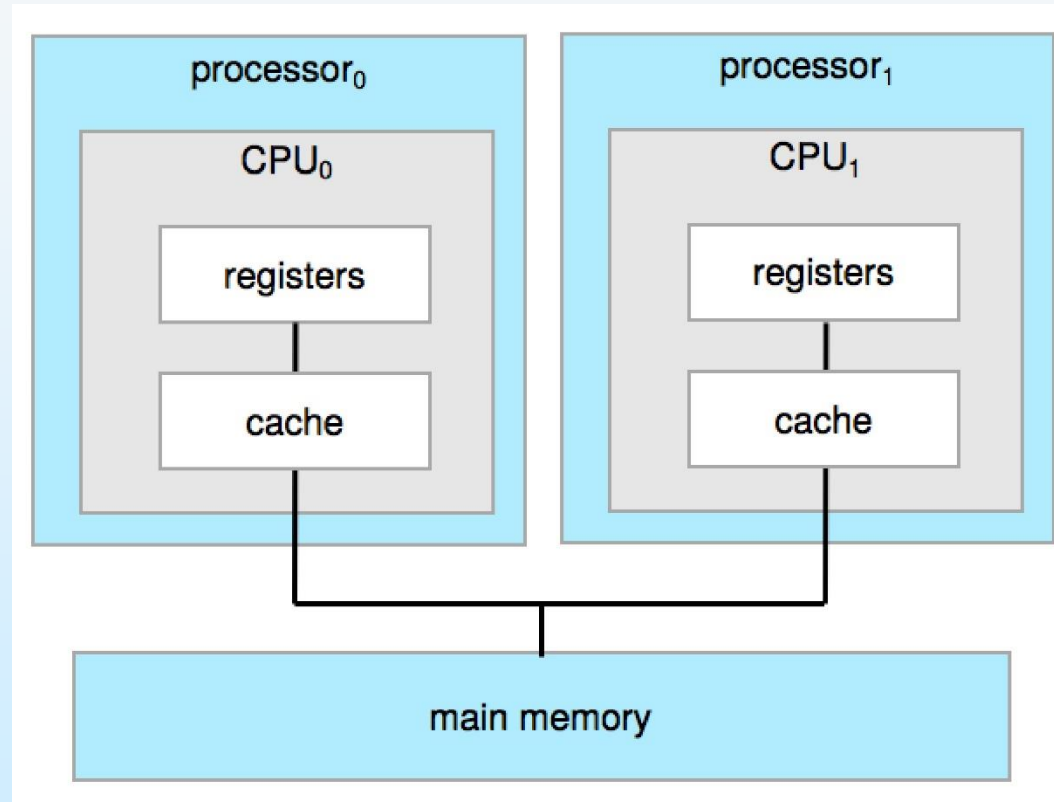 processor₀
processor₁
CPU₀
CPU₁
registers
registers
cache
cache
main memory